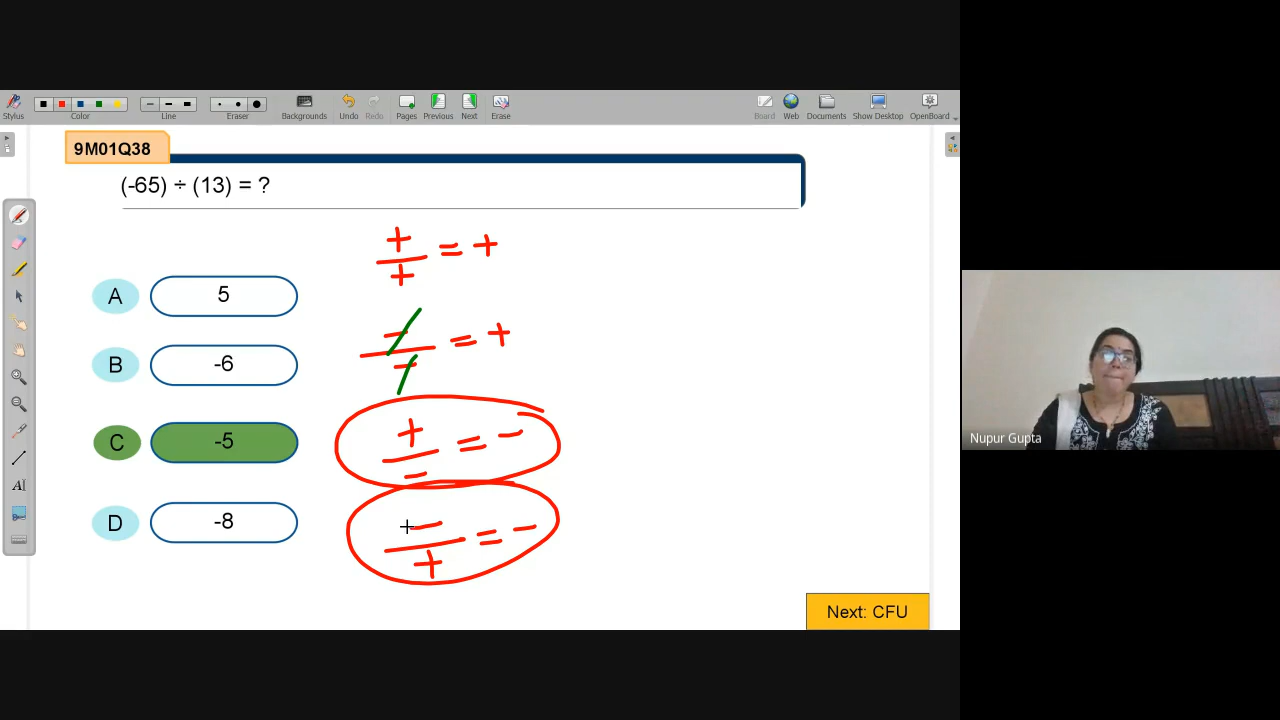 Stylus Color Line Eraser Backgrounds Undo Redo Pages Previous Next Erase Board Web Documents Show Desktop OpenBoard
9M01Q38
(-65) ÷ (13) = ?
+/+ = +
A 5
-/- = +
B -6
+/- = -
C -5
-/+ = -
D -8
Next: CFU
Nupur Gupta